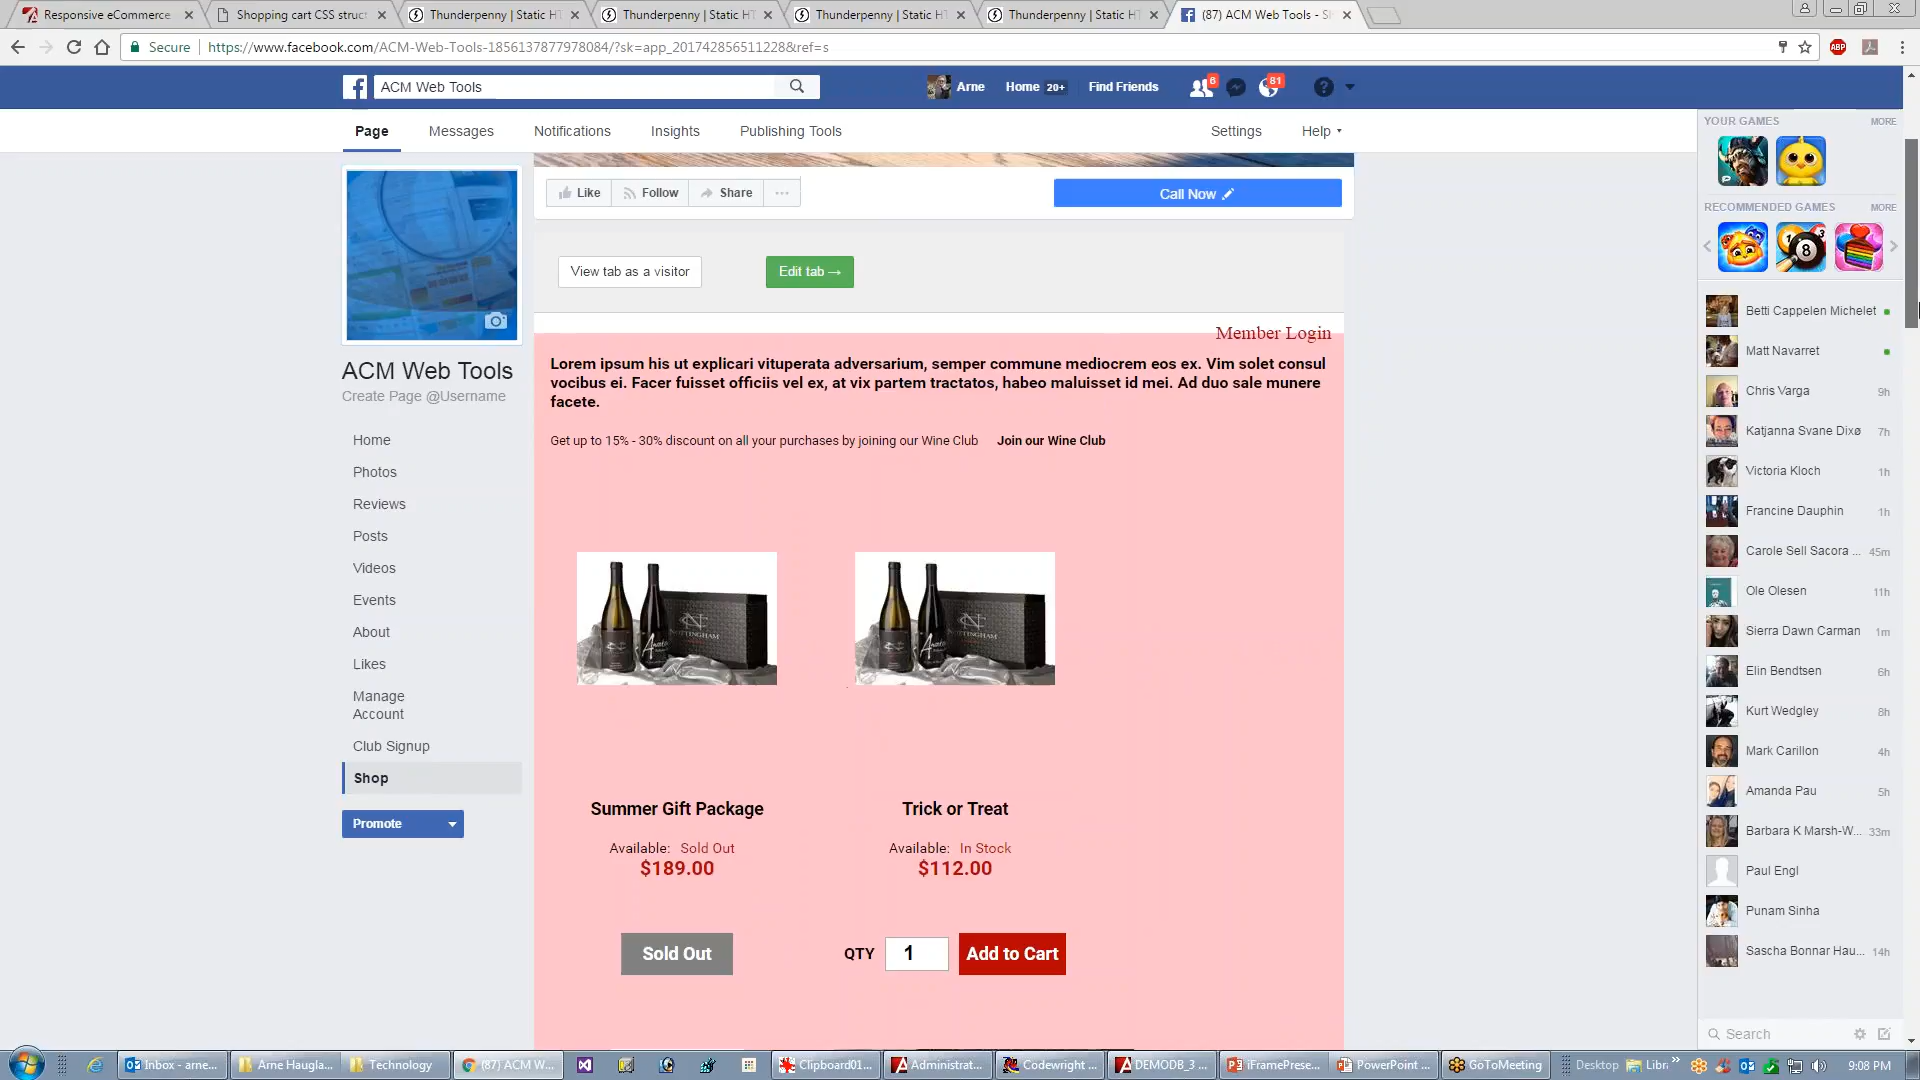 Responsive eCommerce
Shopping cart CSS struct
Thunderpenny | Static HT
Thunderpenny | Static HT
Thunderpenny | Static HT
Thunderpenny | Static HT
(87) ACM Web Tools - Sh
Secure
https://www.facebook.com/ACM-Web-Tools-1856137877978084/?sk=app_201742856511228&ref=s
ABP
ACM Web Tools
Arne
Home 20+
Find Friends
6
81
Page
Messages
Notifications
Insights
Publishing Tools
Settings
Help
YOUR GAMES
MORE
RECOMMENDED GAMES
MORE
Like
Follow
Share
Call Now
View tab as a visitor
Edit tab →
ACM Web Tools
Create Page @Username
Home
Photos
Reviews
Posts
Videos
Events
About
Likes
Manage
Account
Club Signup
Shop
Promote
Member Login
Lorem ipsum his ut explicari vituperata adversarium, semper commune mediocrem eos ex. Vim solet consul
vocibus ei. Facer fuisset officiis vel ex, at vix partem tractatos, habeo maluisset id mei. Ad duo sale munere
facete.
Get up to 15% - 30% discount on all your purchases by joining our Wine Club
Join our Wine Club
NOTTINGHAM
NOTTINGHAM
Summer Gift Package
Available: Sold Out
$189.00
Sold Out
Trick or Treat
Available: In Stock
$112.00
QTY 1 Add to Cart
Betti Cappelen Michelet
Matt Navarret
Chris Varga 9h
Katjanna Svane Dixø 7h
Victoria Kloch 1h
Francine Dauphin 1h
Carole Sell Sacora ... 45m
Ole Olesen 11h
Sierra Dawn Carman 1m
Elin Bendtsen 6h
Kurt Wedgley 8h
Mark Carillon 4h
Amanda Pau 5h
Barbara K Marsh-W... 33m
Paul Engl
Punam Sinha
Sascha Bonnar Hau... 14h
Search
Inbox - arne...
Arne Haugla...
Technology
(87) ACM W...
Clipboard01...
Administrat...
Codewright ...
DEMODB_3 ...
iFramePrese...
PowerPoint ...
GoToMeeting
Desktop
Libr
9:08 PM